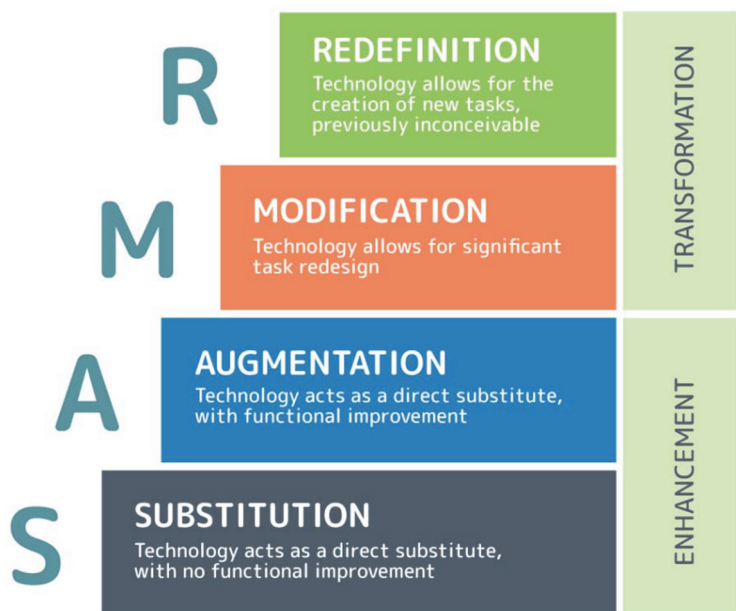 R
REDEFINITION
Technology allows for the
creation of new tasks,
previously inconceivable
M
MODIFICATION
Technology allows for significant
task redesign
TRANSFORMATION
A
AUGMENTATION
Technology acts as a direct substitute,
with functional improvement
S
SUBSTITUTION
Technology acts as a direct substitute,
with no functional improvement
ENHANCEMENT